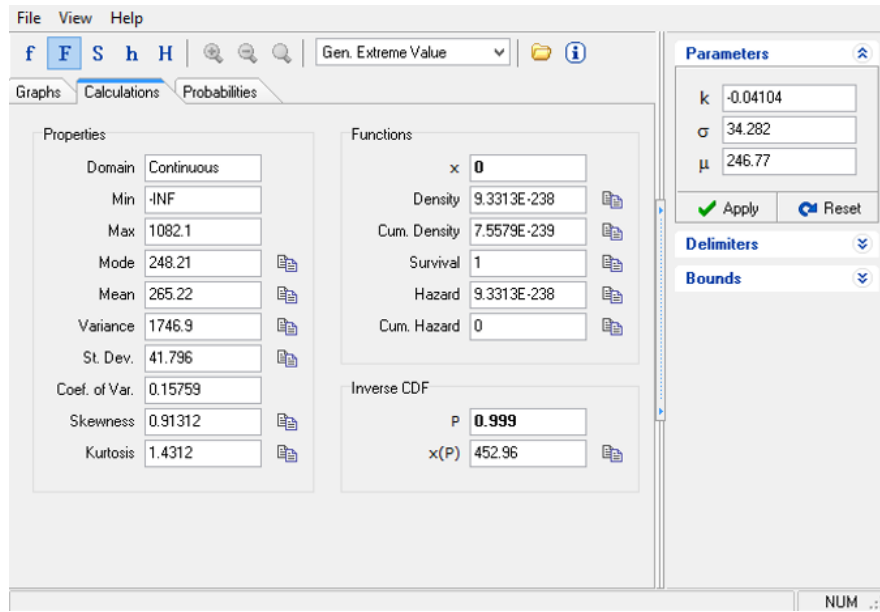 File View Help
f F S h H Gen. Extreme Value i
Graphs Calculations Probabilities
Properties
Domain Continuous
Min -INF
Max 1082.1
Mode 248.21
Mean 265.22
Variance 1746.9
St. Dev. 41.796
Coef. of Var. 0.15759
Skewness 0.91312
Kurtosis 1.4312
Functions
x 0
Density 9.3313E-238
Cum. Density 7.5579E-239
Survival 1
Hazard 9.3313E-238
Cum. Hazard 0
Inverse CDF
P 0.999
x(P) 452.96
Parameters
k -0.04104
σ 34.282
μ 246.77
Apply Reset
Delimiters
Bounds
NUM